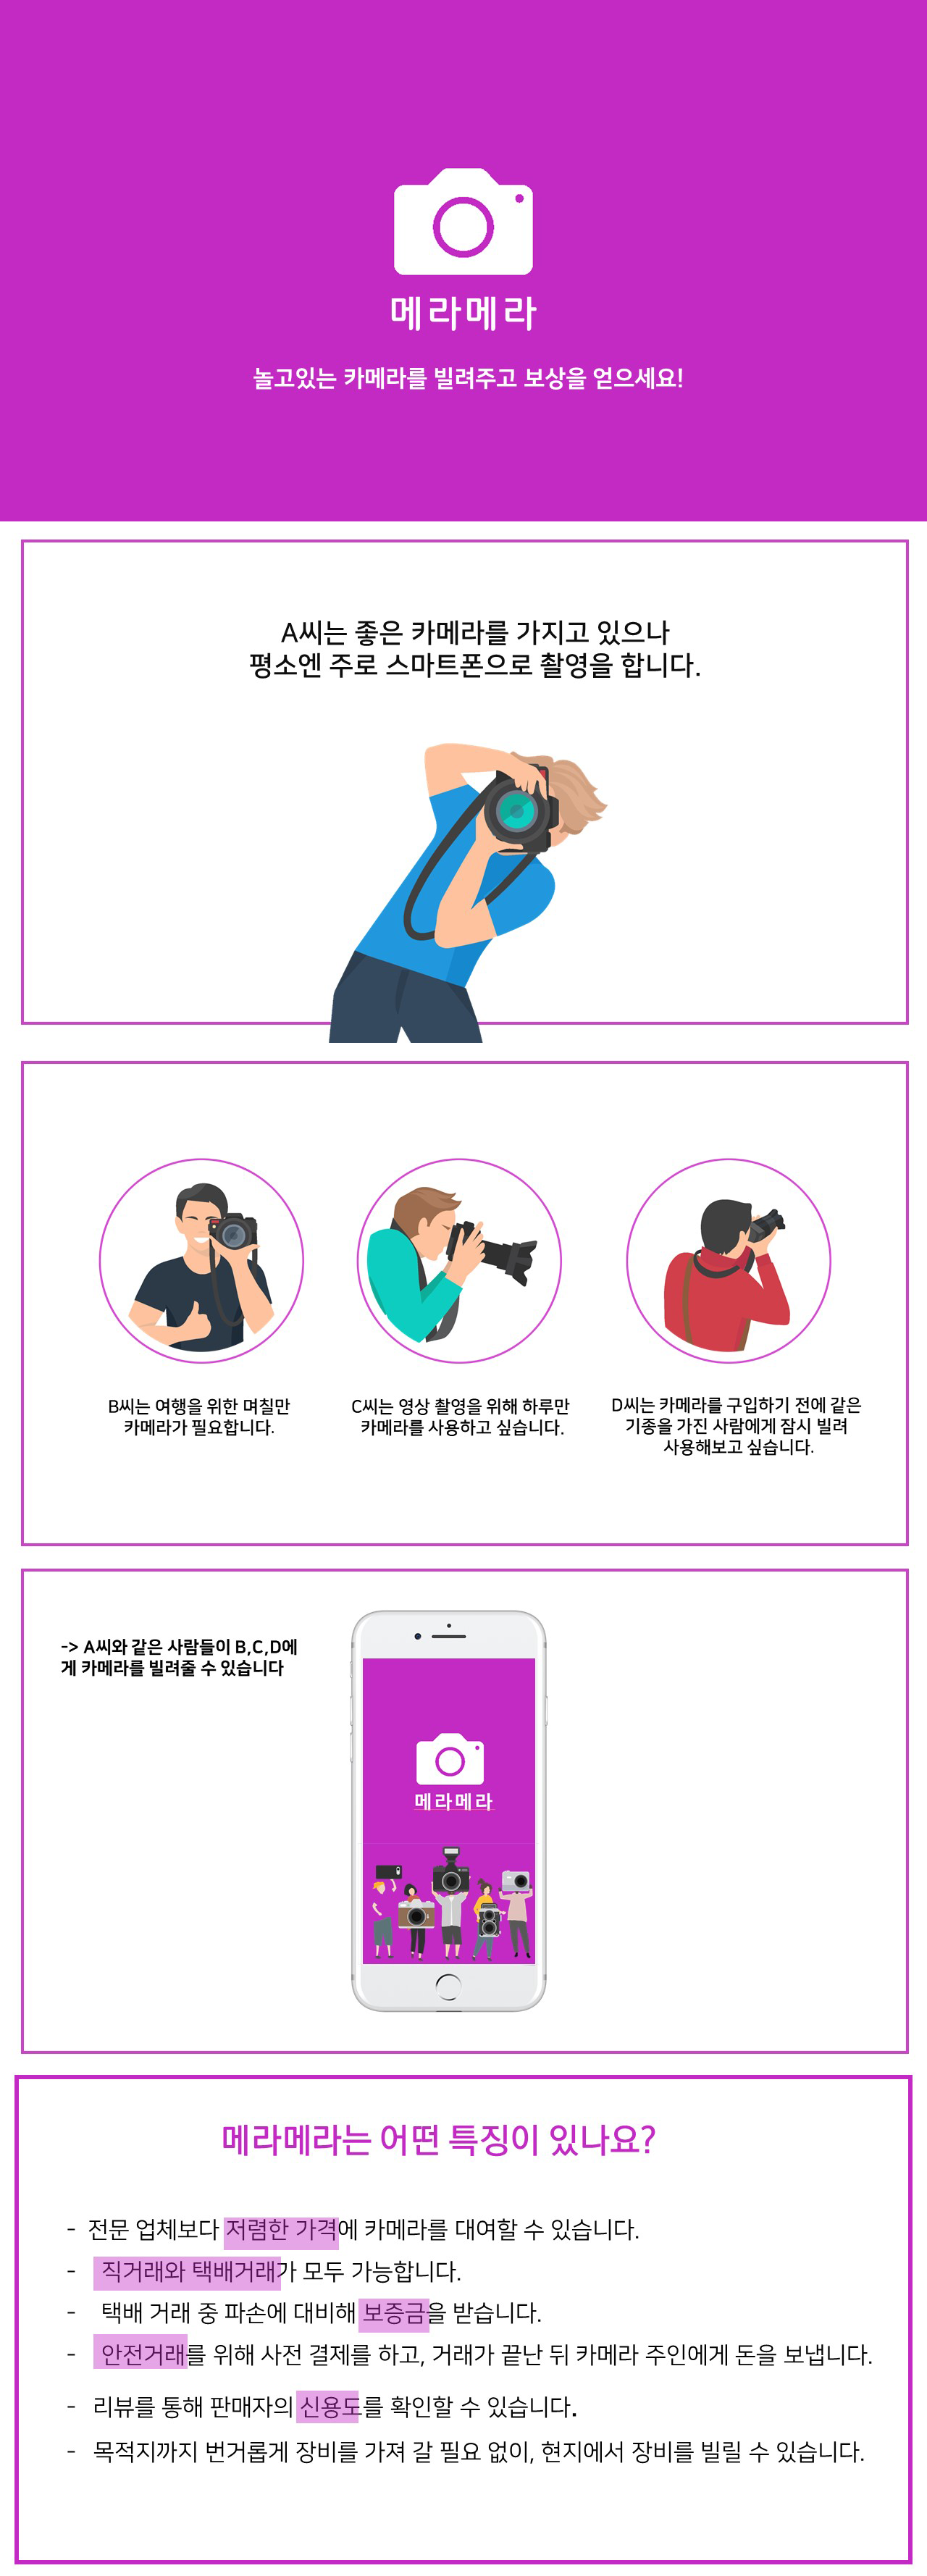 메라메라
놀고있는 카메라를 빌려주고 보상을 얻으세요!
A씨는 좋은 카메라를 가지고 있으나
평소엔 주로 스마트폰으로 촬영을 합니다.
B씨는 여행을 위한 며칠만
카메라가 필요합니다.
C씨는 영상 촬영을 위해 하루만
카메라를 사용하고 싶습니다.
D씨는 카메라를 구입하기 전에 같은
기종을 가진 사람에게 잠시 빌려
사용해보고 싶습니다.
-> A씨와 같은 사람들이 B,C,D에
게 카메라를 빌려줄 수 있습니다
메라메라
메라메라는 어떤 특징이 있나요?
- 전문 업체보다 저렴한 가격에 카메라를 대여할 수 있습니다.
- 직거래와 택배거래가 모두 가능합니다.
- 택배 거래 중 파손에 대비해 보증금을 받습니다.
- 안전거래를 위해 사전 결제를 하고, 거래가 끝난 뒤 카메라 주인에게 돈을 보냅니다.
- 리뷰를 통해 판매자의 신용도를 확인할 수 있습니다.
- 목적지까지 번거롭게 장비를 가져 갈 필요 없이, 현지에서 장비를 빌릴 수 있습니다.